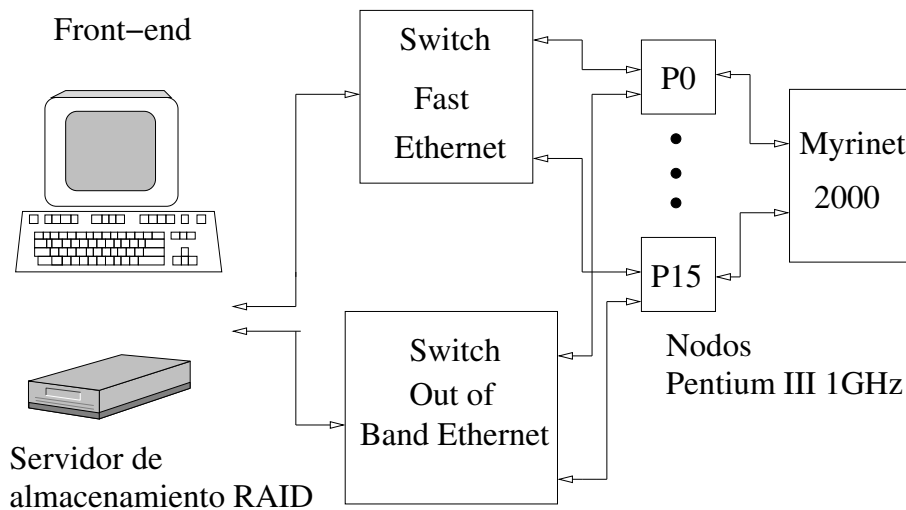 Front−end
Switch
Fast
Ethernet
P0
P15
Myrinet
2000
Switch
Out of
Band Ethernet
Nodos
Pentium III 1GHz
Servidor de
almacenamiento RAID